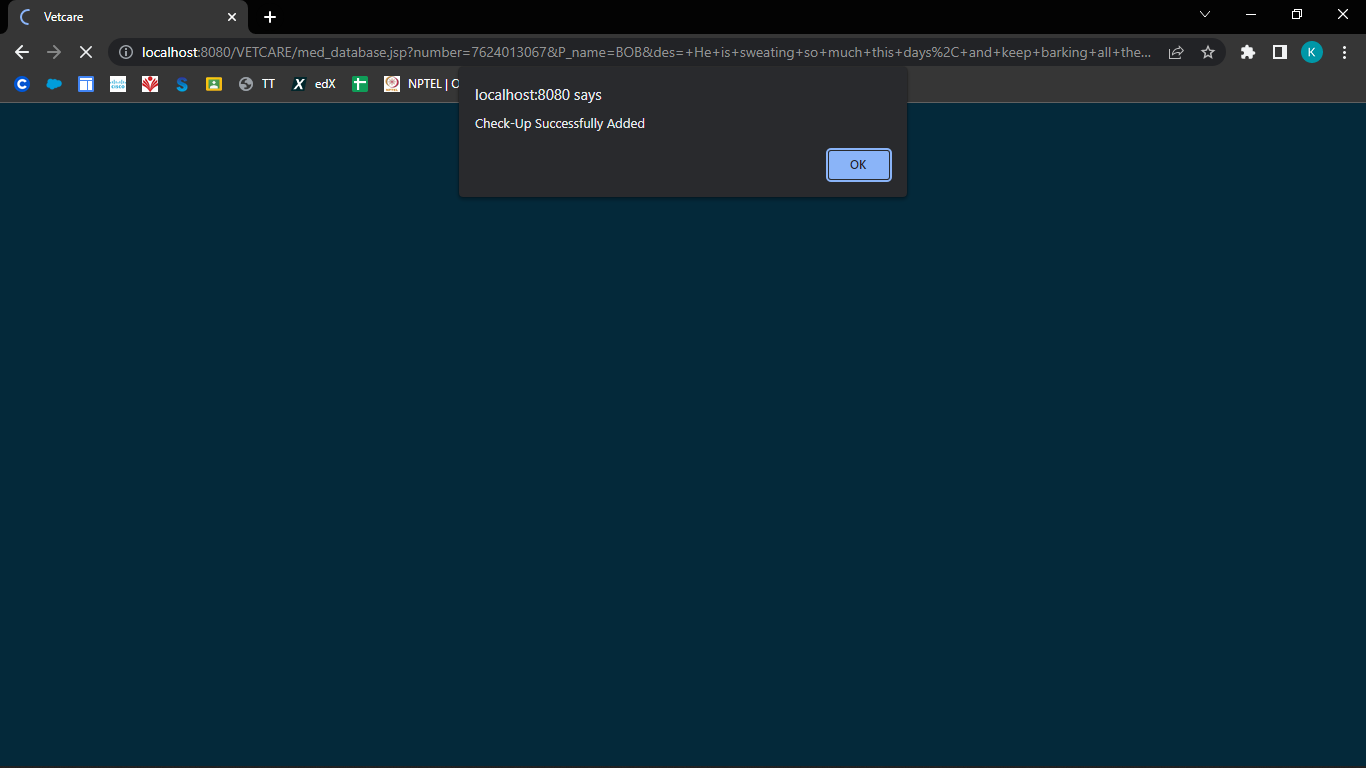 Vetcare
localhost:8080/VETCARE/med_database.jsp?number=7624013067&P_name=BOB&des=+He+is+sweating+so+much+this+days%2C+and+keep+barking+all+the...
K
C
cisco
S
TT
X
edX
NPTEL | O
localhost:8080 says
Check-Up Successfully Added
OK